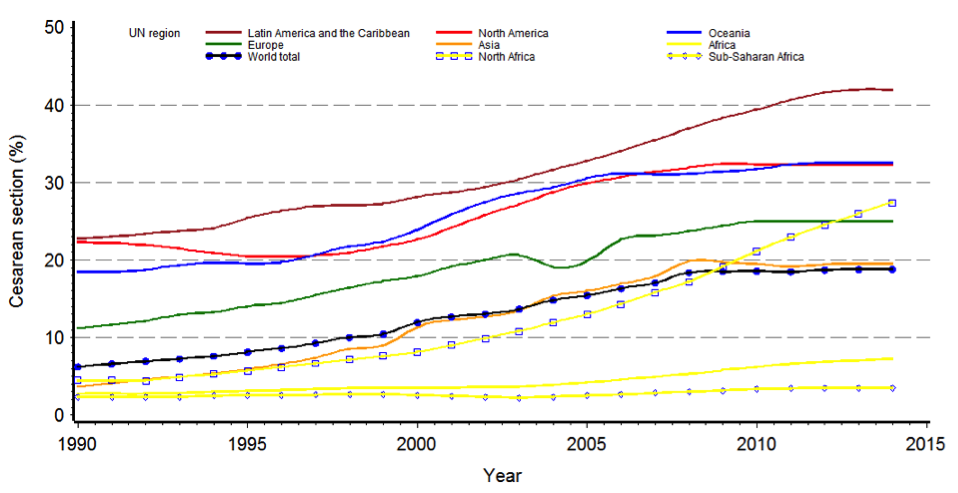 50
UN region Latin America and the Caribbean North America Oceania
Europe Asia Africa
World total North Africa Sub-Saharan Africa
40
30
20
10
0
Cesarean section (%)
1990 1995 2000 2005 2010 2015
Year